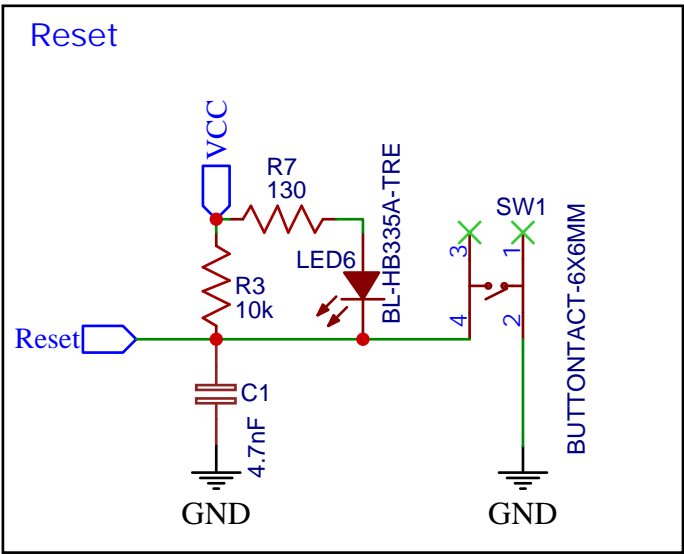 Reset
VCC
R7
130
BL-HB335A-TRE
SW1
LED6
3
1
R3
10k
4
2
BUTTONTACT-6X6MM
Reset
C1
4.7nF
GND
GND